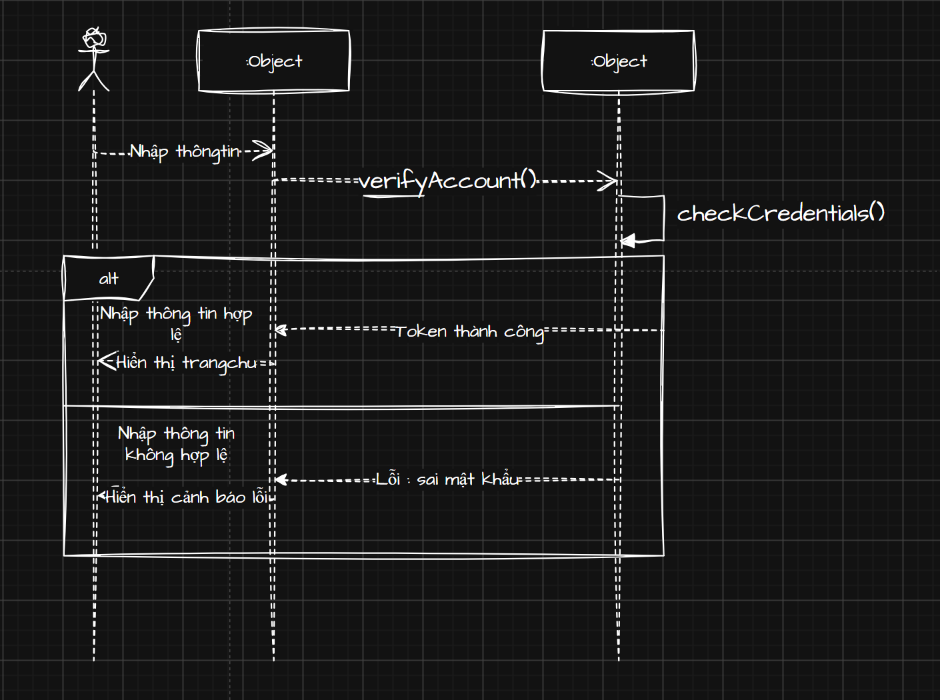 :Object
:Object
Nhập thôngtin
verifyAccount()
checkCredentials()
alt
Nhập thông tin hợp
lệ
Token thành công
Hiển thị trangchu
Nhập thông tin
không hợp lệ
Lỗi : sai mật khẩu
Hiển thị cảnh báo lỗi